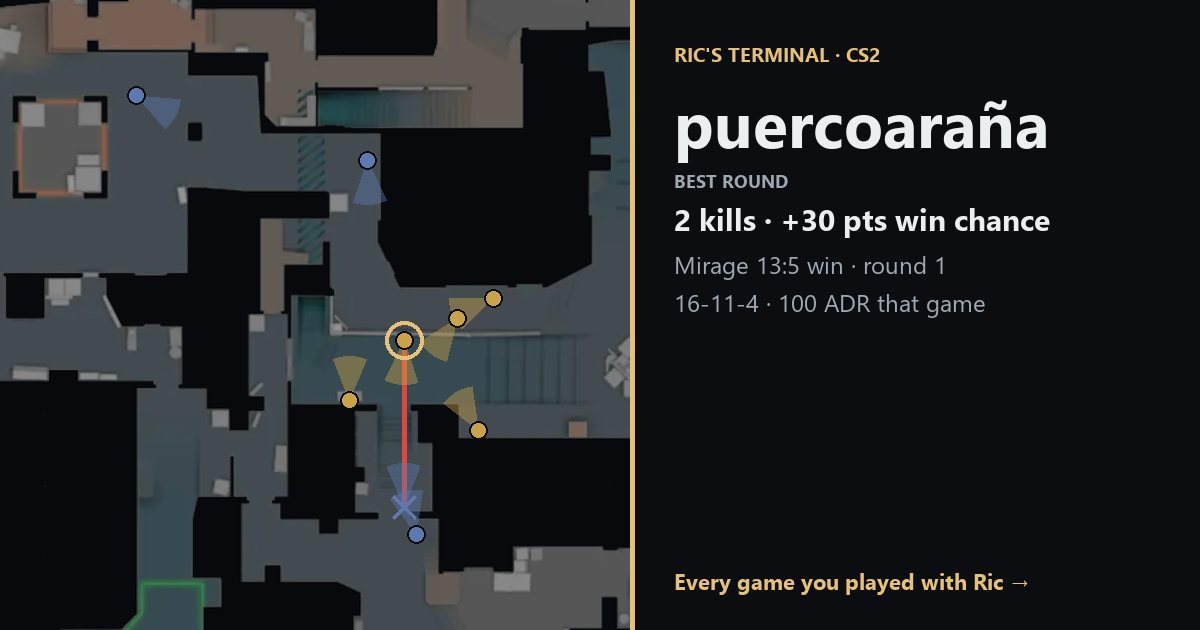 RIC'S TERMINAL · CS2
puercoaraña
BEST ROUND
2 kills · +30 pts win chance
Mirage 13:5 win · round 1
16-11-4 · 100 ADR that game
Every game you played with Ric →